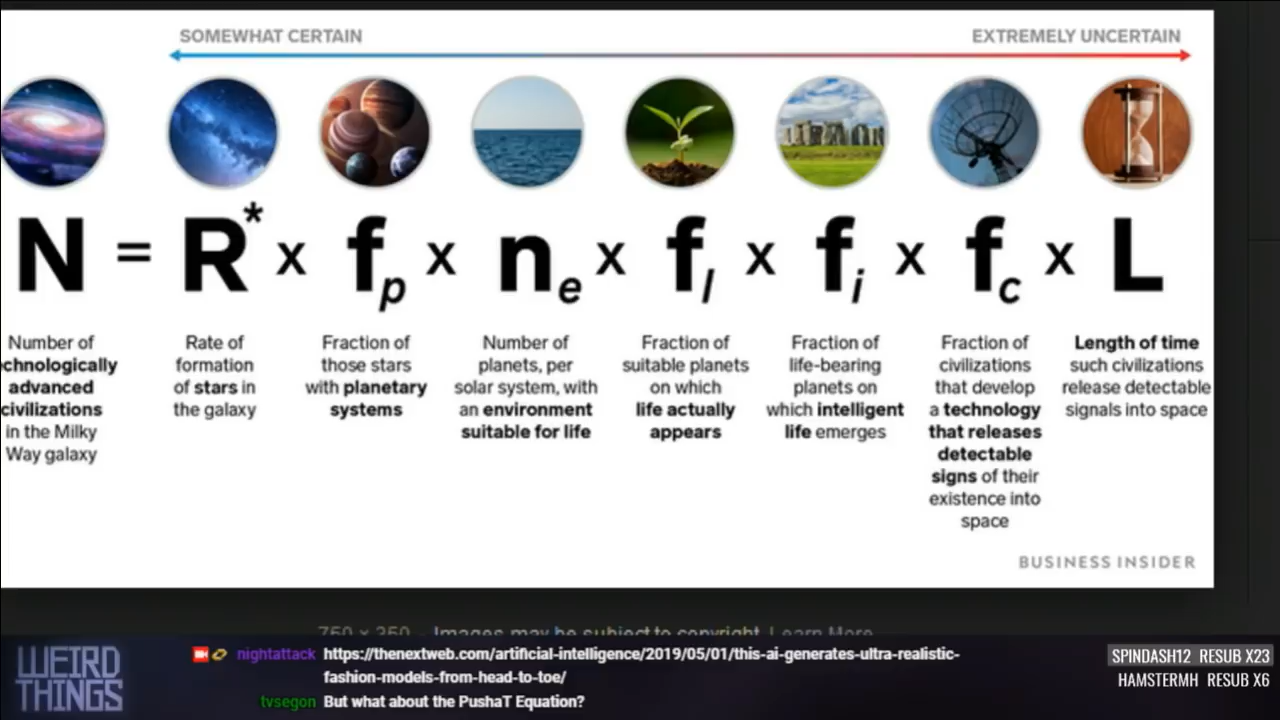 SOMEWHAT CERTAIN
EXTREMELY UNCERTAIN
N = R* x fp x ne x fl x fi x fc x L
Number of
echnologically
advanced
civilizations
in the Milky
Way galaxy
Rate of
formation
of stars in
the galaxy
Fraction of
those stars
with planetary
systems
Number of
planets, per
solar system, with
an environment
suitable for life
Fraction of
suitable planets
on which
life actually
appears
Fraction of
life-bearing
planets on
which intelligent
life emerges
Fraction of
civilizations
that develop
a technology
that releases
detectable
signs of their
existence into
space
Length of time
such civilizations
release detectable
signals into space
BUSINESS INSIDER
750 × 350 - Images may be subject to copyright. Learn More
WEIRD
THINGS
nightattack https://thenextweb.com/artificial-intelligence/2019/05/01/this-ai-generates-ultra-realistic-
fashion-models-from-head-to-toe/
tvsegon But what about the PushaT Equation?
SPINDASH12 RESUB X23
HAMSTERMH RESUB X6